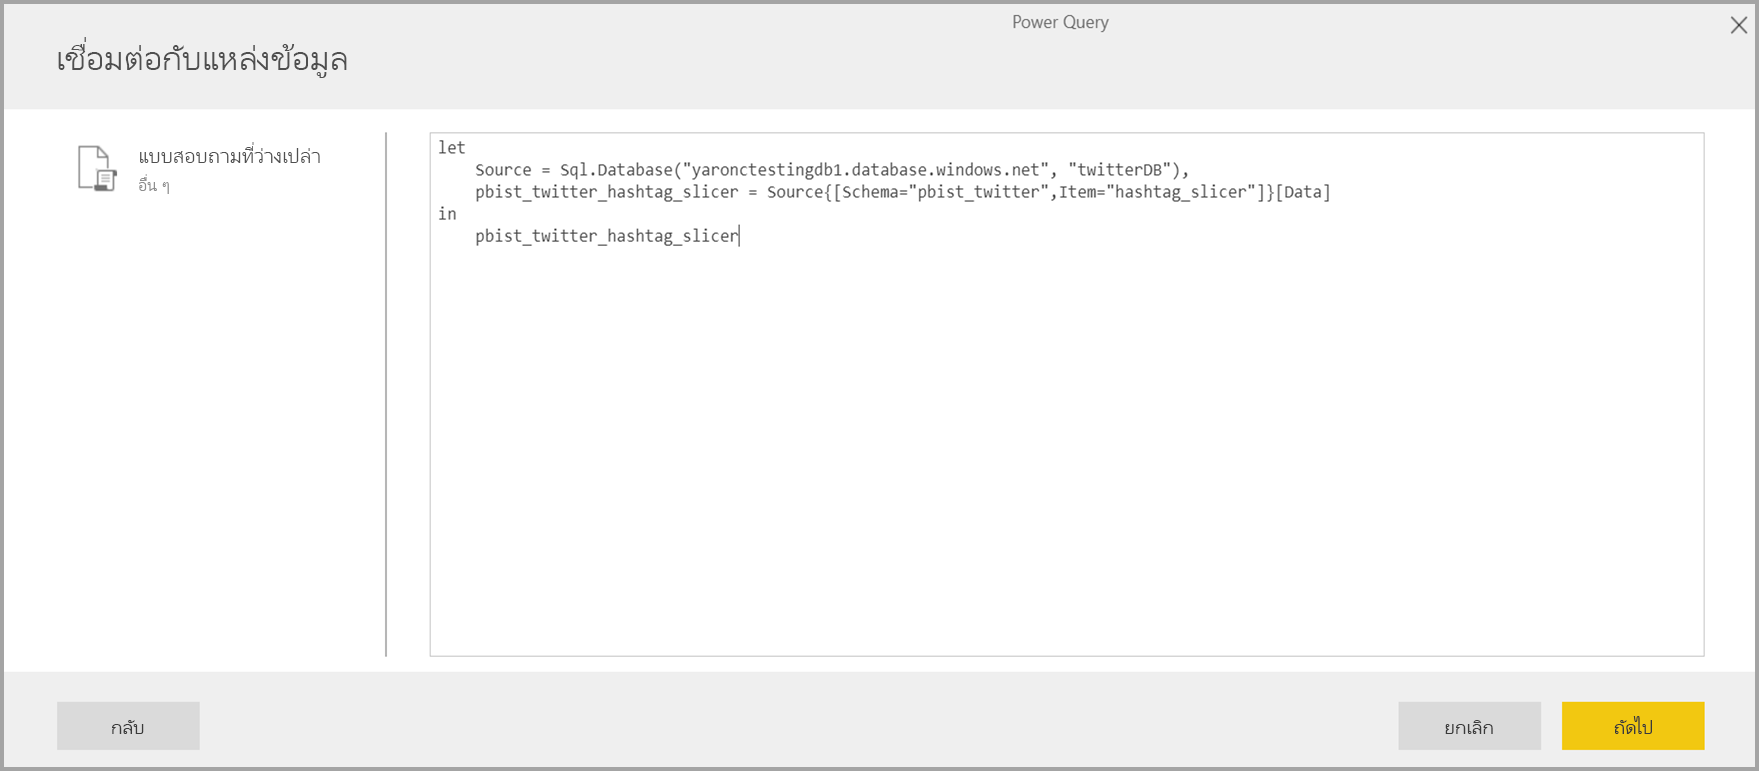 Power Query
เชื่อมต่อกับแหล่งข้อมูล
แบบสอบถามที่ว่างเปล่า
อื่น ๆ
let
    Source = Sql.Database("yaronctestingdb1.database.windows.net", "twitterDB"),
    pbist_twitter_hashtag_slicer = Source{[Schema="pbist_twitter",Item="hashtag_slicer"]}[Data]
in
    pbist_twitter_hashtag_slicer
กลับ
ยกเลิก
ถัดไป